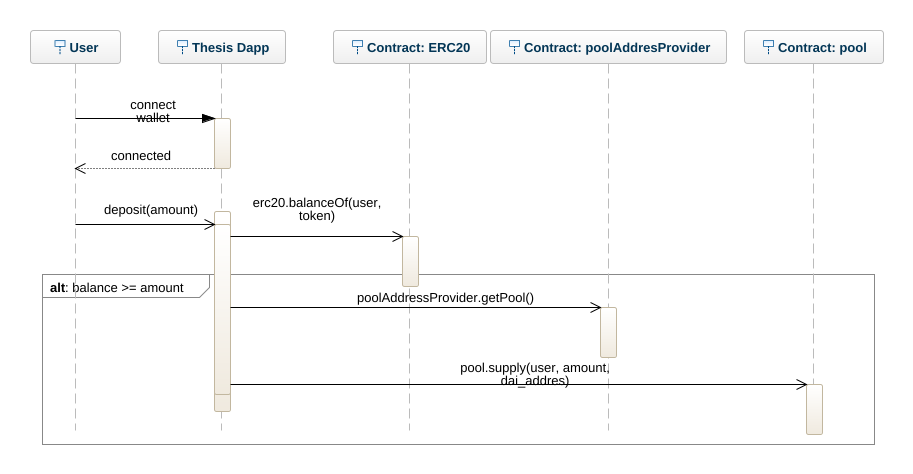 User
Thesis Dapp
Contract: ERC20
Contract: poolAddresProvider
Contract: pool
connect
wallet
connected
deposit(amount)
erc20.balanceOf(user,
token)
alt: balance >= amount
poolAddressProvider.getPool()
pool.supply(user, amount,
dai_addres)